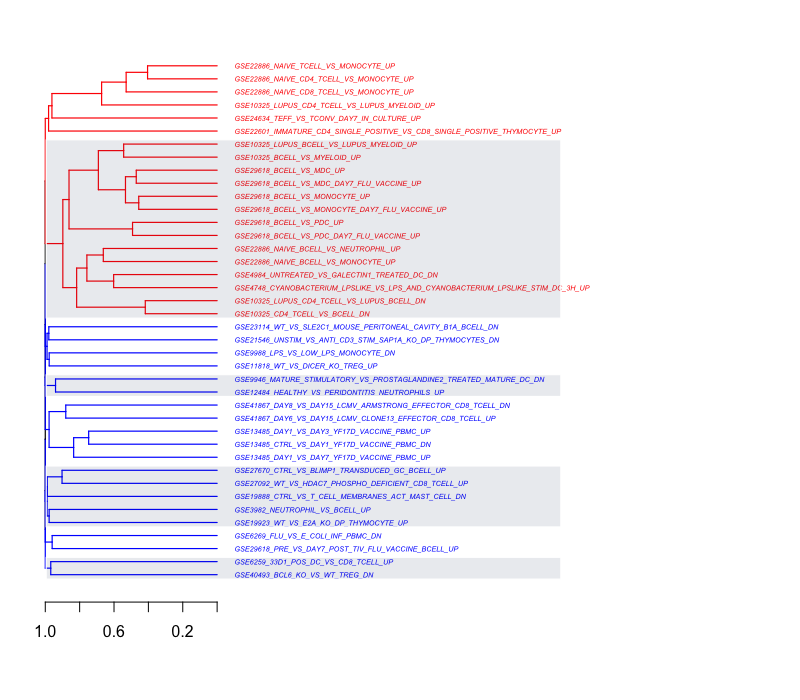 GSE22886_NAIVE_TCELL_VS_MONOCYTE_UP
GSE22886_NAIVE_CD4_TCELL_VS_MONOCYTE_UP
GSE22886_NAIVE_CD8_TCELL_VS_MONOCYTE_UP
GSE10325_LUPUS_CD4_TCELL_VS_LUPUS_MYELOID_UP
GSE24634_TEFF_VS_TCONV_DAY7_IN_CULTURE_UP
GSE22601_IMMATURE_CD4_SINGLE_POSITIVE_VS_CD8_SINGLE_POSITIVE_THYMOCYTE_UP
GSE10325_LUPUS_BCELL_VS_LUPUS_MYELOID_UP
GSE10325_BCELL_VS_MYELOID_UP
GSE29618_BCELL_VS_MDC_UP
GSE29618_BCELL_VS_MDC_DAY7_FLU_VACCINE_UP
GSE29618_BCELL_VS_MONOCYTE_UP
GSE29618_BCELL_VS_MONOCYTE_DAY7_FLU_VACCINE_UP
GSE29618_BCELL_VS_PDC_UP
GSE29618_BCELL_VS_PDC_DAY7_FLU_VACCINE_UP
GSE22886_NAIVE_BCELL_VS_NEUTROPHIL_UP
GSE22886_NAIVE_BCELL_VS_MONOCYTE_UP
GSE4984_UNTREATED_VS_GALECTIN1_TREATED_DC_DN
GSE4748_CYANOBACTERIUM_LPSLIKE_VS_LPS_AND_CYANOBACTERIUM_LPSLIKE_STIM_DC_3H_UP
GSE10325_LUPUS_CD4_TCELL_VS_LUPUS_BCELL_DN
GSE10325_CD4_TCELL_VS_BCELL_DN
GSE23114_WT_VS_SLE2C1_MOUSE_PERITONEAL_CAVITY_B1A_BCELL_DN
GSE21546_UNSTIM_VS_ANTI_CD3_STIM_SAP1A_KO_DP_THYMOCYTES_DN
GSE9988_LPS_VS_LOW_LPS_MONOCYTE_DN
GSE11818_WT_VS_DICER_KO_TREG_UP
GSE9946_MATURE_STIMULATORY_VS_PROSTAGLANDINE2_TREATED_MATURE_DC_DN
GSE12484_HEALTHY_VS_PERIDONTITIS_NEUTROPHILS_UP
GSE41867_DAY8_VS_DAY15_LCMV_ARMSTRONG_EFFECTOR_CD8_TCELL_DN
GSE41867_DAY6_VS_DAY15_LCMV_CLONE13_EFFECTOR_CD8_TCELL_UP
GSE13485_DAY1_VS_DAY3_YF17D_VACCINE_PBMC_UP
GSE13485_CTRL_VS_DAY1_YF17D_VACCINE_PBMC_DN
GSE13485_DAY1_VS_DAY7_YF17D_VACCINE_PBMC_UP
GSE27670_CTRL_VS_BLIMP1_TRANSDUCED_GC_BCELL_UP
GSE27092_WT_VS_HDAC7_PHOSPHO_DEFICIENT_CD8_TCELL_UP
GSE19888_CTRL_VS_T_CELL_MEMBRANES_ACT_MAST_CELL_DN
GSE3982_NEUTROPHIL_VS_BCELL_UP
GSE19923_WT_VS_E2A_KO_DP_THYMOCYTE_UP
GSE6269_FLU_VS_E_COLI_INF_PBMC_DN
GSE29618_PRE_VS_DAY7_POST_TIV_FLU_VACCINE_BCELL_UP
GSE6259_33D1_POS_DC_VS_CD8_TCELL_UP
GSE40493_BCL6_KO_VS_WT_TREG_DN
1.0 0.6 0.2